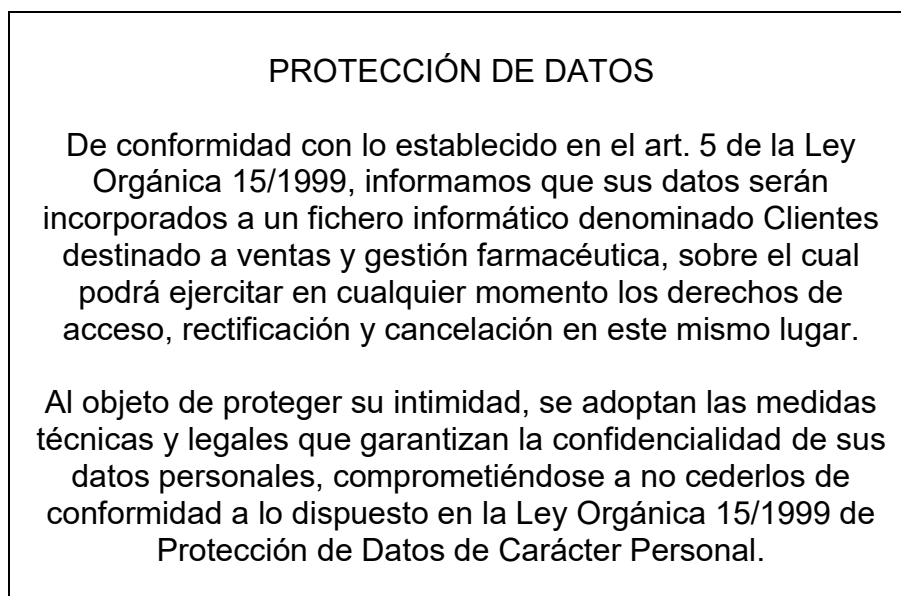 PROTECCIÓN DE DATOS
De conformidad con lo establecido en el art. 5 de la Ley
Orgánica 15/1999, informamos que sus datos serán
incorporados a un fichero informático denominado Clientes
destinado a ventas y gestión farmacéutica, sobre el cual
podrá ejercitar en cualquier momento los derechos de
acceso, rectificación y cancelación en este mismo lugar.
Al objeto de proteger su intimidad, se adoptan las medidas
técnicas y legales que garantizan la confidencialidad de sus
datos personales, comprometiéndose a no cederlos de
conformidad a lo dispuesto en la Ley Orgánica 15/1999 de
Protección de Datos de Carácter Personal.